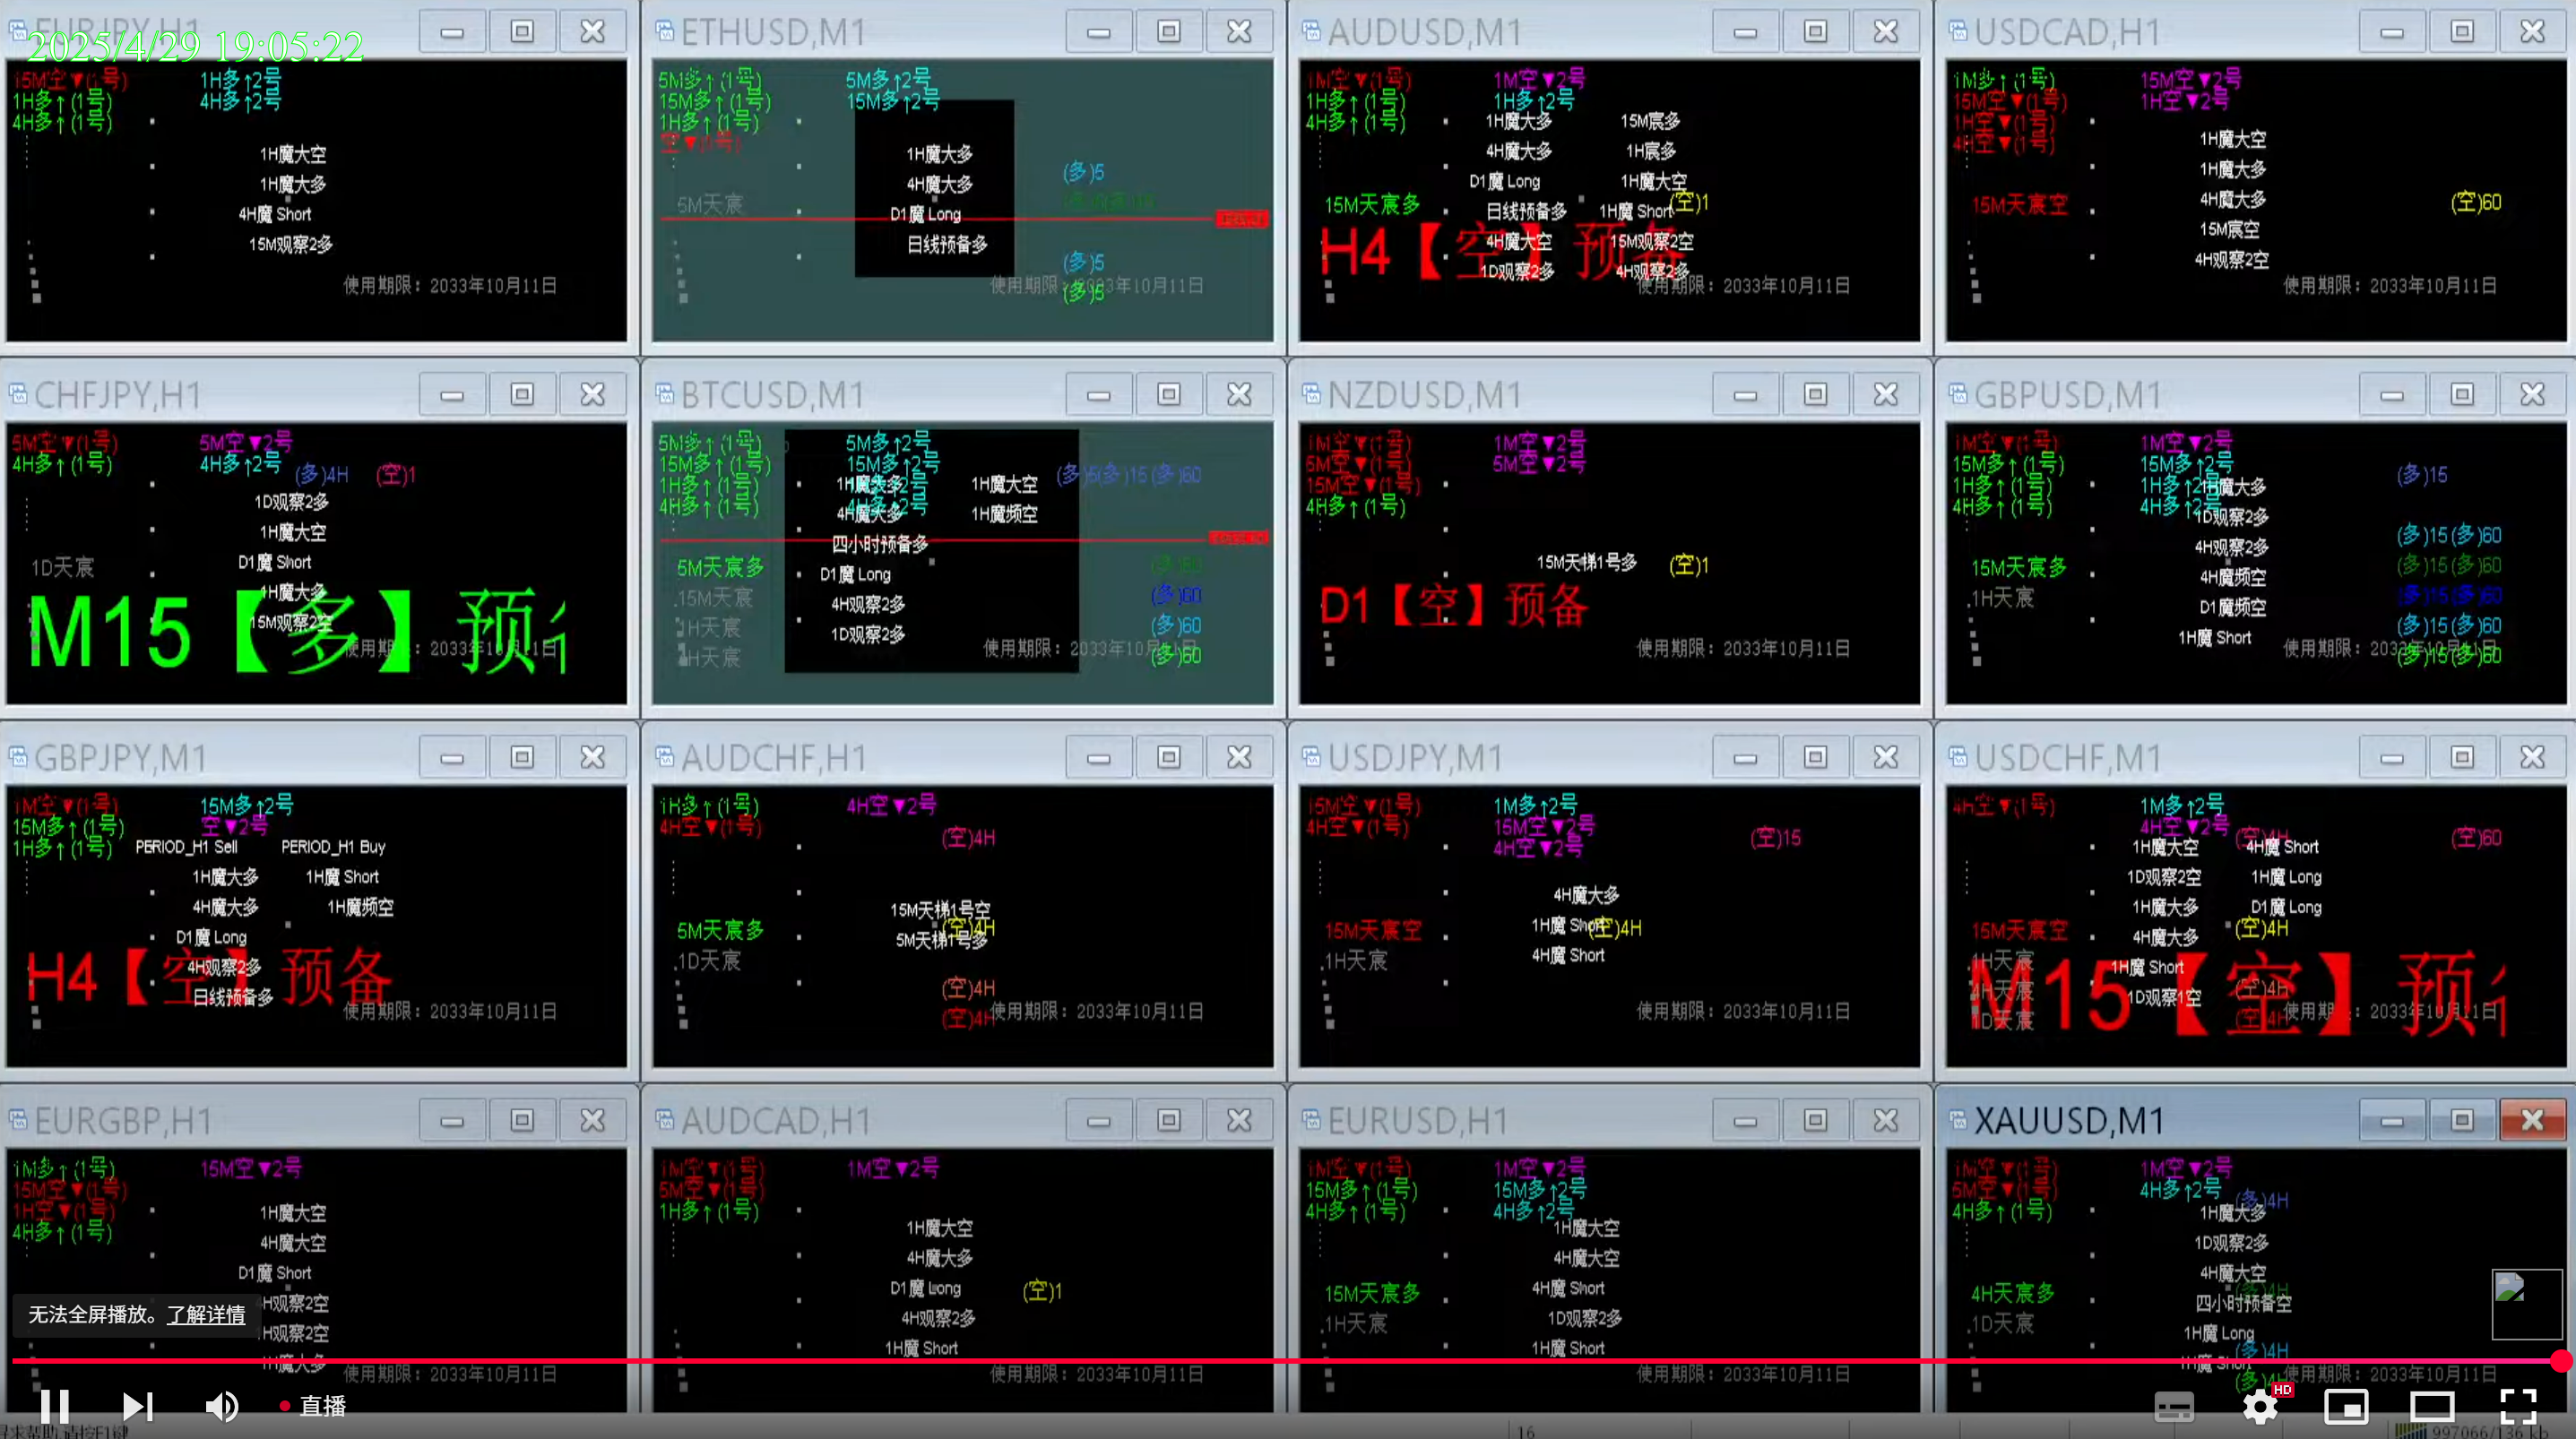 EURJPY,H1
2025/4/29 19:05:22
15M空▼(1号) 1H多↑2号
1H多↑(1号) 4H多↑2号
4H多↑(1号)
1H魔大空
1H魔大多
4H魔 Short
15M观察2多
使用期限：2033年10月11日
ETHUSD,M1
5M多↑(1号) 5M多↑2号
15M多↑(1号) 15M多↑2号
1H多↑(1号)
空▼(1号)
1H魔大多
(多)5
4H魔大多
5M天宸
D1魔 Long
日线预备多
(多)5
使用期限：2033年10月11日
(多)5
AUDUSD,M1
1M空▼(1号) 1M空▼2号
1H多↑(1号) 1H多↑2号
4H多↑(1号) 1H魔大多 15M宸多
4H魔大多 1H宸多
D1魔 Long 1H魔大空
15M天宸多 日线预备多 1H魔 Short (空)1
H4【空】预备
4H魔大空 15M观察2空
1D观察2多 4H观察2多
使用期限：2033年10月11日
USDCAD,H1
1M多↑(1号) 15M空▼2号
15M空▼(1号) 1H空▼2号
1H空▼(1号)
4H空▼(1号) 1H魔大空
1H魔大多
15M天宸空 4H魔大多 (空)60
15M宸空
4H观察2空
使用期限：2033年10月11日
CHFJPY,H1
5M空▼(1号) 5M空▼2号
4H多↑(1号) 4H多↑2号 (多)4H (空)1
1D观察2多
1H魔大空
1D天宸 D1魔 Short
1H魔大多
M15【多】预
15M观察2空
使用期限：2033年10月11日
BTCUSD,M1
5M多↑(1号) 5M多↑2号
15M多↑(1号) 15M多↑2号 (多)5(多)15(多)60
1H多↑(1号) 1H魔大多 1H魔大空
4H多↑(1号) 4H魔大多 1H魔频空
四小时预备多
5M天宸多 D1魔 Long
15M天宸 4H观察2多 (多)60
1H天宸 1D观察2多 (多)60
H天宸 使用期限：2033年10月11日 (多)60
NZDUSD,M1
1M空▼(1号) 1M空▼2号
5M空▼(1号) 5M空▼2号
15M空▼(1号)
4H多↑(1号)
15M天梯1号多 (空)1
D1【空】预备
使用期限：2033年10月11日
GBPUSD,M1
1M空▼(1号) 1M空▼2号
15M多↑(1号) 15M多↑2号 (多)15
1H多↑(1号) 1H多↑2号 1H魔大多
4H多↑(1号) 4H多↑2号 1D观察2多
4H观察2多 (多)15(多)60
15M天宸多 4H魔频空 (多)15(多)60
1H天宸 D1魔频空 (多)15(多)60
1H魔 Short (多)15(多)60
使用期限：2033年10月11日 (多)15(多)60
GBPJPY,M1
1M空▼(1号) 15M多↑2号
15M多↑(1号) 空▼2号
1H多↑(1号) PERIOD_H1 Sell PERIOD_H1 Buy
1H魔大多 1H魔 Short
4H魔大多 1H魔频空
D1魔 Long
H4【空】预备
4H观察2多
日线预备多
使用期限：2033年10月11日
AUDCHF,H1
1H多↑(1号) 4H空▼2号
4H空▼(1号) (空)4H
15M天梯1号空
5M天宸多 (空)4H
5M天梯1号多
1D天宸
(空)4H
(空)4H 使用期限：2033年10月11日
USDJPY,M1
15M空▼(1号) 1M多↑2号
4H空▼(1号) 15M空▼2号 (空)15
4H空▼2号
4H魔大多
15M天宸空 1H魔 Short (空)4H
1H天宸 4H魔 Short
使用期限：2033年10月11日
USDCHF,M1
4H空▼(1号) 1M多↑2号
4H空▼2号 (空)4H (空)60
1H魔大空 4H魔 Short
1D观察2空 1H魔 Long
1H魔大多 D1魔 Long
15M天宸空 4H魔大多 (空)4H
1H天宸 1H魔 Short
4H天宸 1D观察1空 (空)4H
1D天宸 (空)4H
M15【空】预
使用期限：2033年10月11日
EURGBP,H1
1M多↑(1号) 15M空▼2号
15M空▼(1号)
1H空▼(1号) 1H魔大空
4H多↑(1号) 4H魔大空
D1魔 Short
4H观察2空
H观察2空
1H魔大多
使用期限：2033年10月11日
AUDCAD,H1
1M空▼(1号) 1M空▼2号
5M空▼(1号)
1H多↑(1号) 1H魔大空
4H魔大多
D1魔 Long (空)1
4H观察2多
1H魔 Short
使用期限：2033年10月11日
EURUSD,H1
1M空▼(1号) 1M空▼2号
15M多↑(1号) 15M多↑2号
4H多↑(1号) 4H多↑2号
1H魔大空
4H魔大空
15M天宸多 4H魔 Short
1H天宸 1D观察2多
1H魔 Short
使用期限：2033年10月11日
XAUUSD,M1
1M空▼(1号) 1M空▼2号
5M空▼(1号) 4H多↑2号 (多)4H
4H多↑(1号) 1H魔大多
1D观察2多
4H魔大空
4H天宸多 (多)4H
四小时预备空
1D天宸 1H魔 Long
(多)4H
1H魔 Short
(多)4H 使用期限：2033年10月11日
无法全屏播放。了解详情
直播
HD
16
997066/136 kb